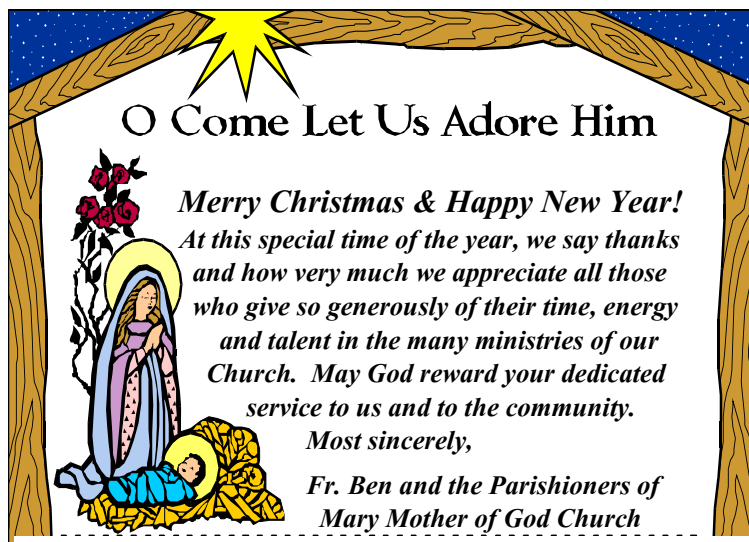 O Come Let Us Adore Him
Merry Christmas & Happy New Year!
At this special time of the year, we say thanks
and how very much we appreciate all those
who give so generously of their time, energy
and talent in the many ministries of our
Church.  May God reward your dedicated
service to us and to the community.
Most sincerely,
Fr. Ben and the Parishioners of
Mary Mother of God Church